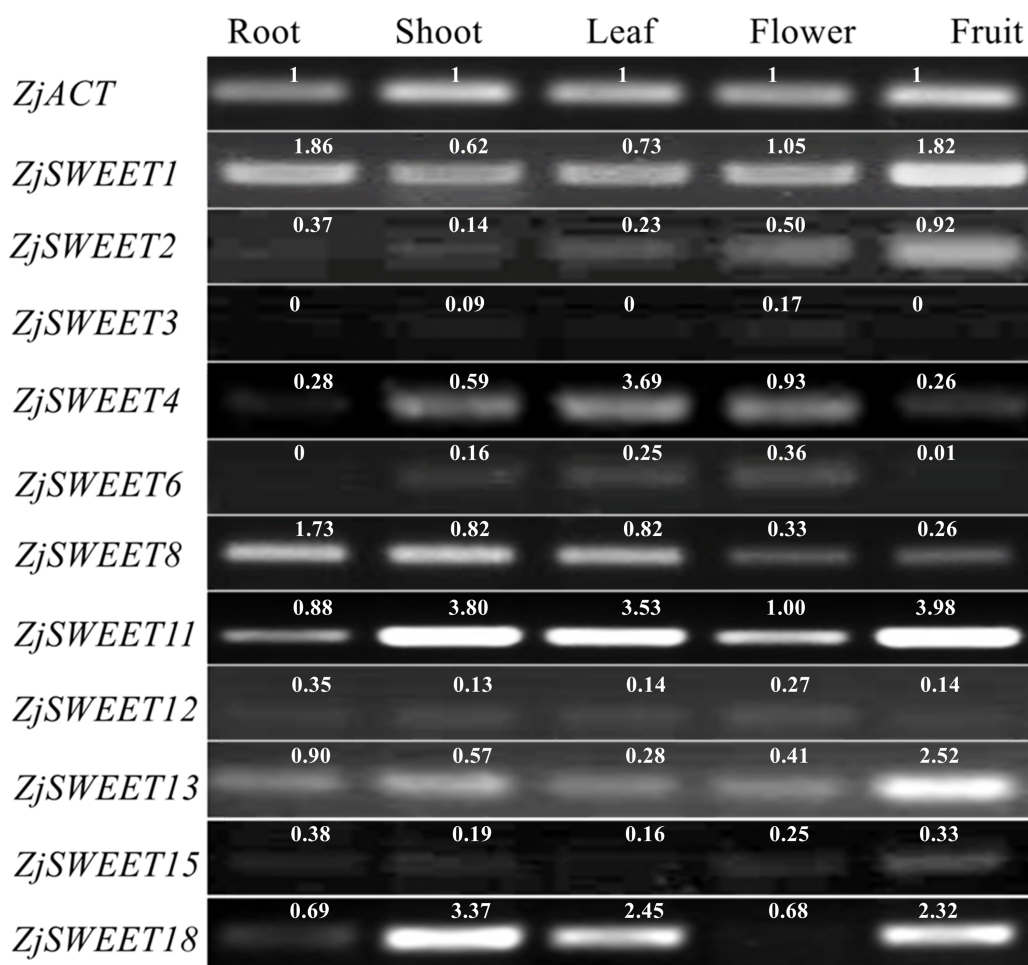 Root Shoot Leaf Flower Fruit
ZjACT 1 1 1 1 1
ZjSWEET1 1.86 0.62 0.73 1.05 1.82
ZjSWEET2 0.37 0.14 0.23 0.50 0.92
ZjSWEET3 0 0.09 0 0.17 0
ZjSWEET4 0.28 0.59 3.69 0.93 0.26
ZjSWEET6 0 0.16 0.25 0.36 0.01
ZjSWEET8 1.73 0.82 0.82 0.33 0.26
ZjSWEET11 0.88 3.80 3.53 1.00 3.98
ZjSWEET12 0.35 0.13 0.14 0.27 0.14
ZjSWEET13 0.90 0.57 0.28 0.41 2.52
ZjSWEET15 0.38 0.19 0.16 0.25 0.33
ZjSWEET18 0.69 3.37 2.45 0.68 2.32